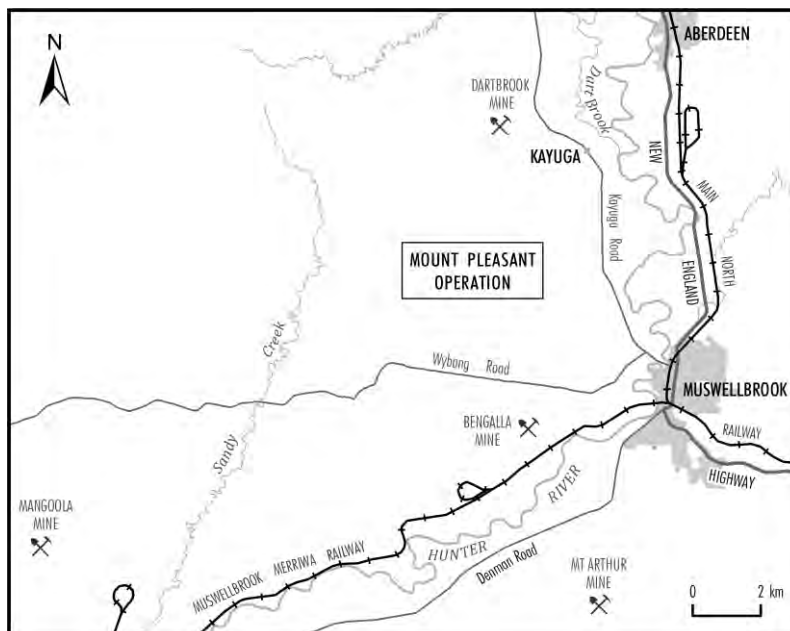 N
ABERDEEN
Dart Brook
DARTBROOK
MINE
KAYUGA
NEW
MAIN
Kayuga Road
MOUNT PLEASANT
OPERATION
ENGLAND
NORTH
Creek
Wybong Road
MUSWELLBROOK
BENGALLA
MINE
RAILWAY
Sandy
HIGHWAY
RIVER
MANGOOLA
MINE
HUNTER
MUSWELLBROOK MERRIWA RAILWAY
Denman Road
MT ARTHUR
MINE
0 2 km